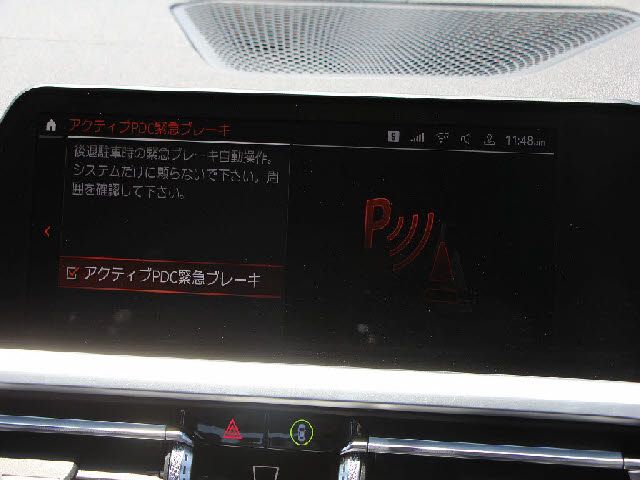 アクティブPDC緊急ブレーキ
6 11:48am
後退駐車時の緊急ブレーキ自動操作。
システムだけに頼らないで下さい。周
囲を確認して下さい。
P
アクティブPDC緊急ブレーキ